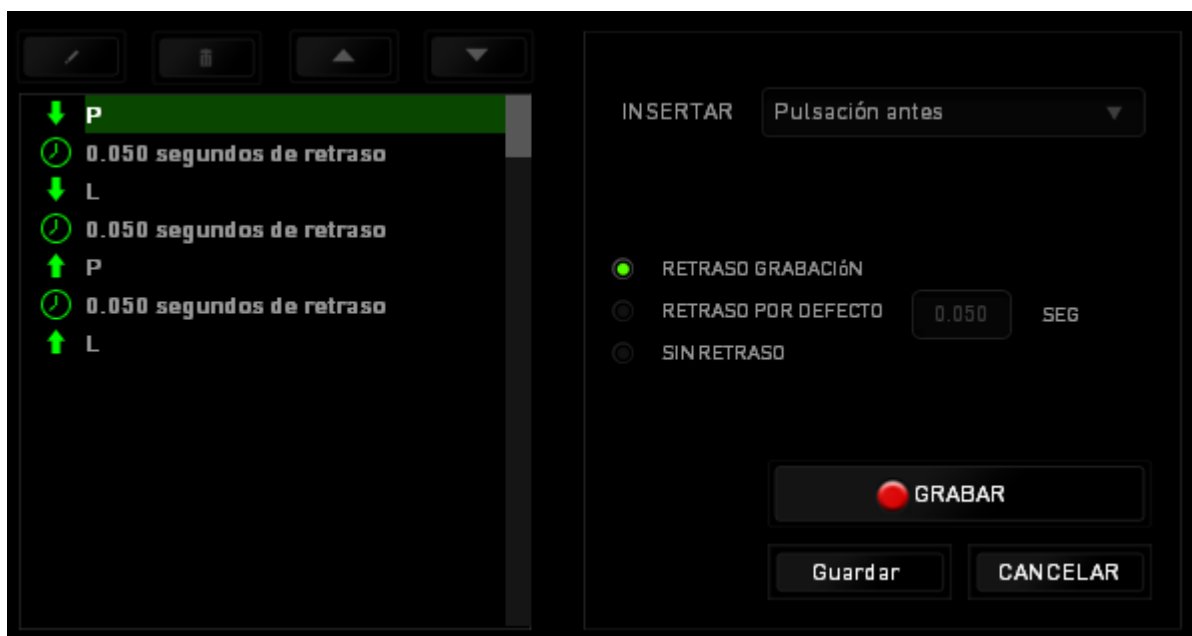 P
0.050 segundos de retraso
L
0.050 segundos de retraso
P
0.050 segundos de retraso
L
INSERTAR Pulsación antes
RETRASO GRABACIóN
RETRASO POR DEFECTO 0.050 SEG
SIN RETRASO
GRABAR
Guardar CANCELAR